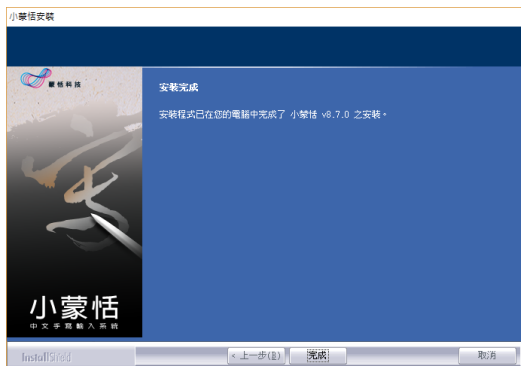 小蒙恬安裝
蒙恬科技
安裝完成
安裝程式已在您的電腦中完成了 小蒙恬 v8.7.0 之安裝。
小蒙恬
中文手寫輸入系統
InstallShield
< 上一步(B)
完成
取消